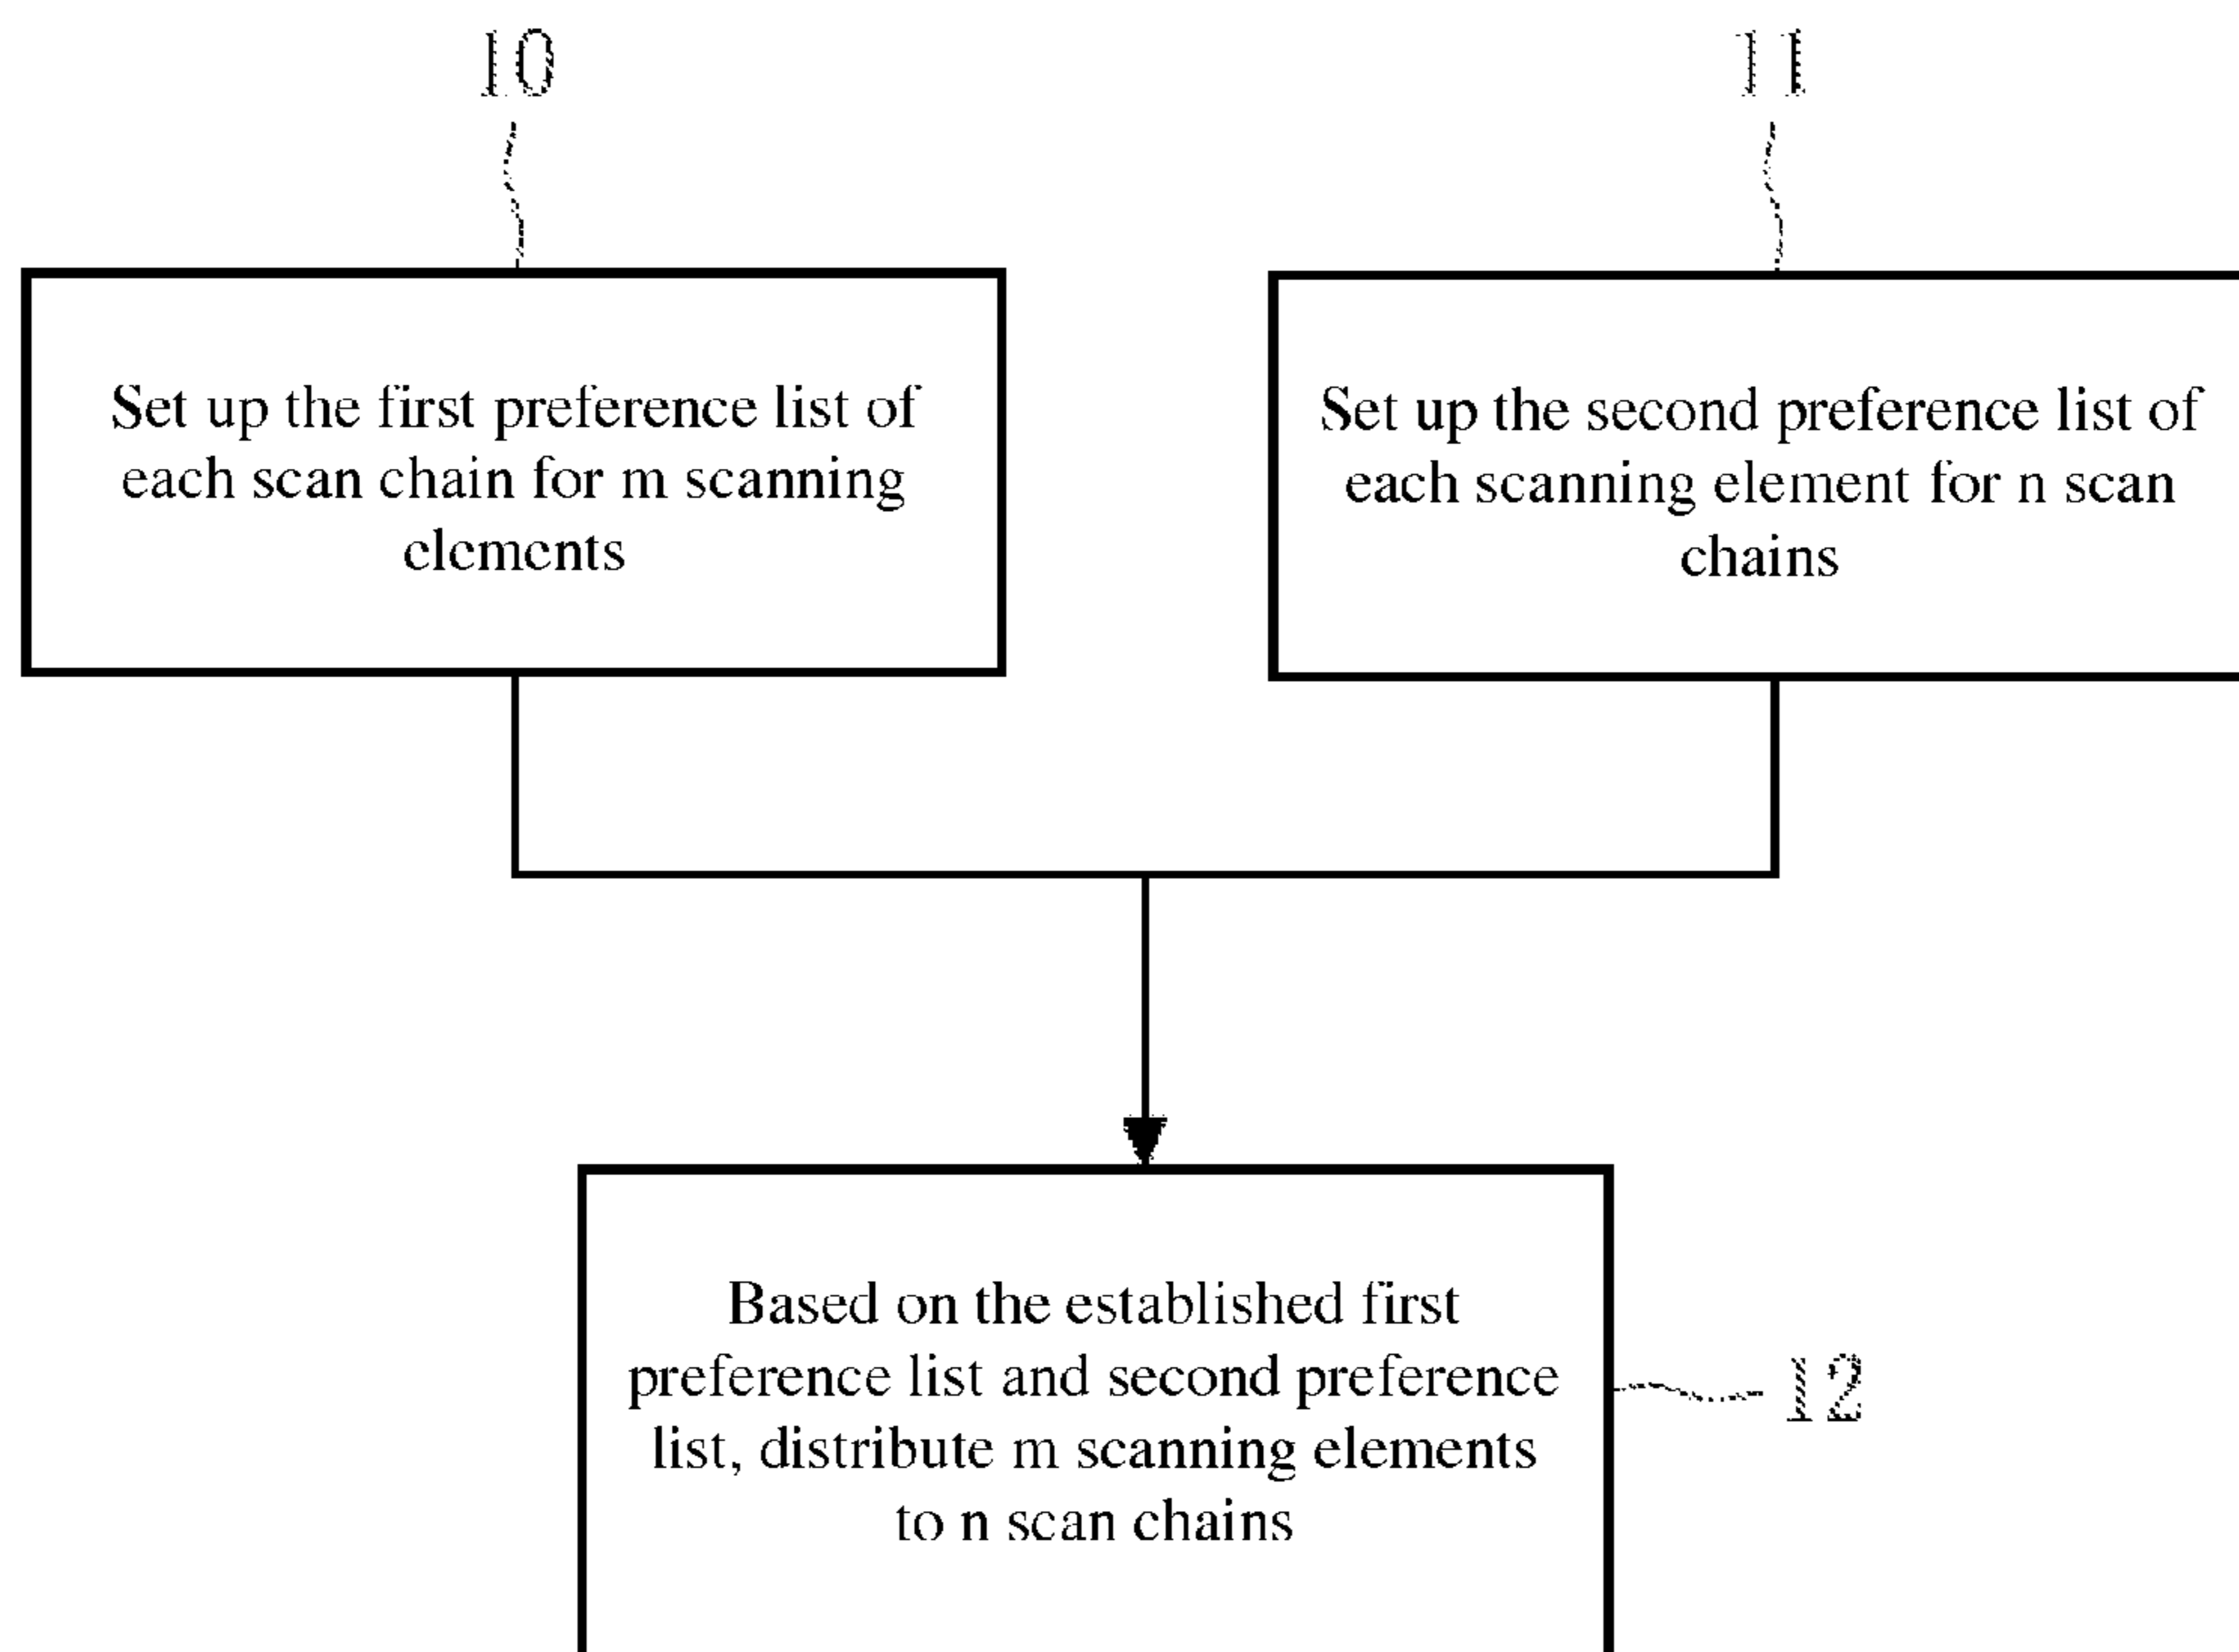 10
11
Set up the first preference list of
each scan chain for m scanning
elements
Set up the second preference list of
each scanning element for n scan
chains
Based on the established first
preference list and second preference
list, distribute m scanning elements
to n scan chains
12